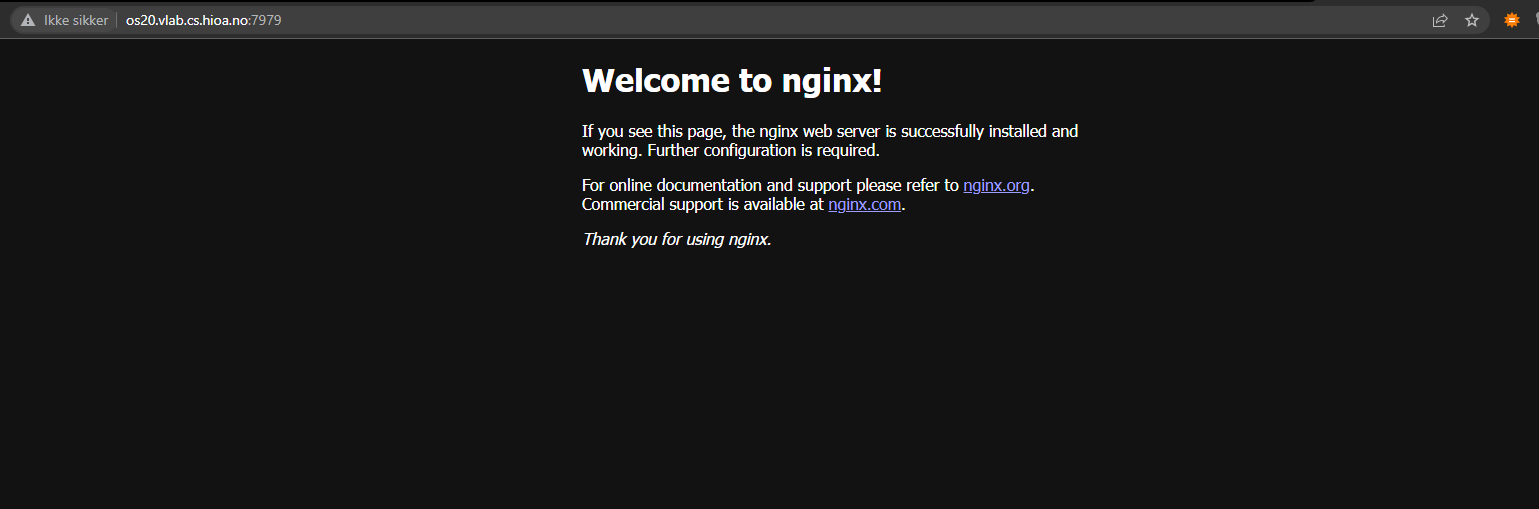 Ikke sikker os20.vlab.cs.hioa.no:7979
Welcome to nginx!
If you see this page, the nginx web server is successfully installed and
working. Further configuration is required.
For online documentation and support please refer to nginx.org.
Commercial support is available at nginx.com.
Thank you for using nginx.